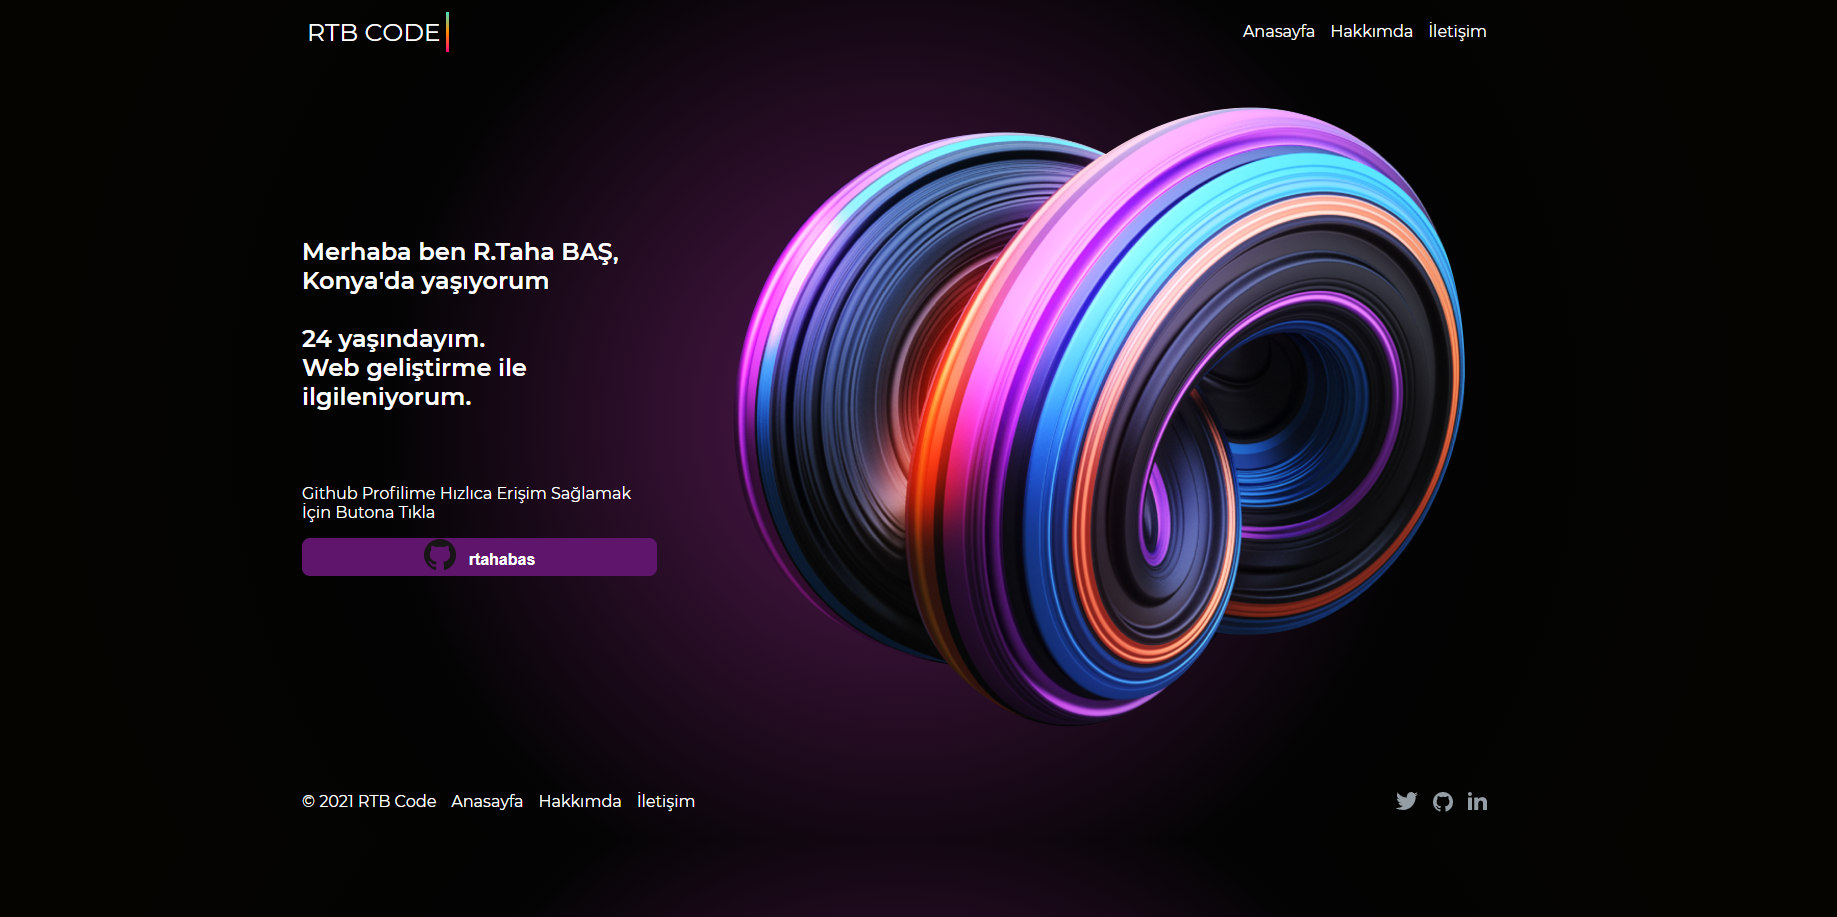 RTB CODE
Anasayfa Hakkımda İletişim
Merhaba ben R.Taha BAŞ,
Konya'da yaşıyorum
24 yaşındayım.
Web geliştirme ile
ilgileniyorum.
Github Profilime Hızlıca Erişim Sağlamak
İçin Butona Tıkla
rtahabas
© 2021 RTB Code Anasayfa Hakkımda İletişim